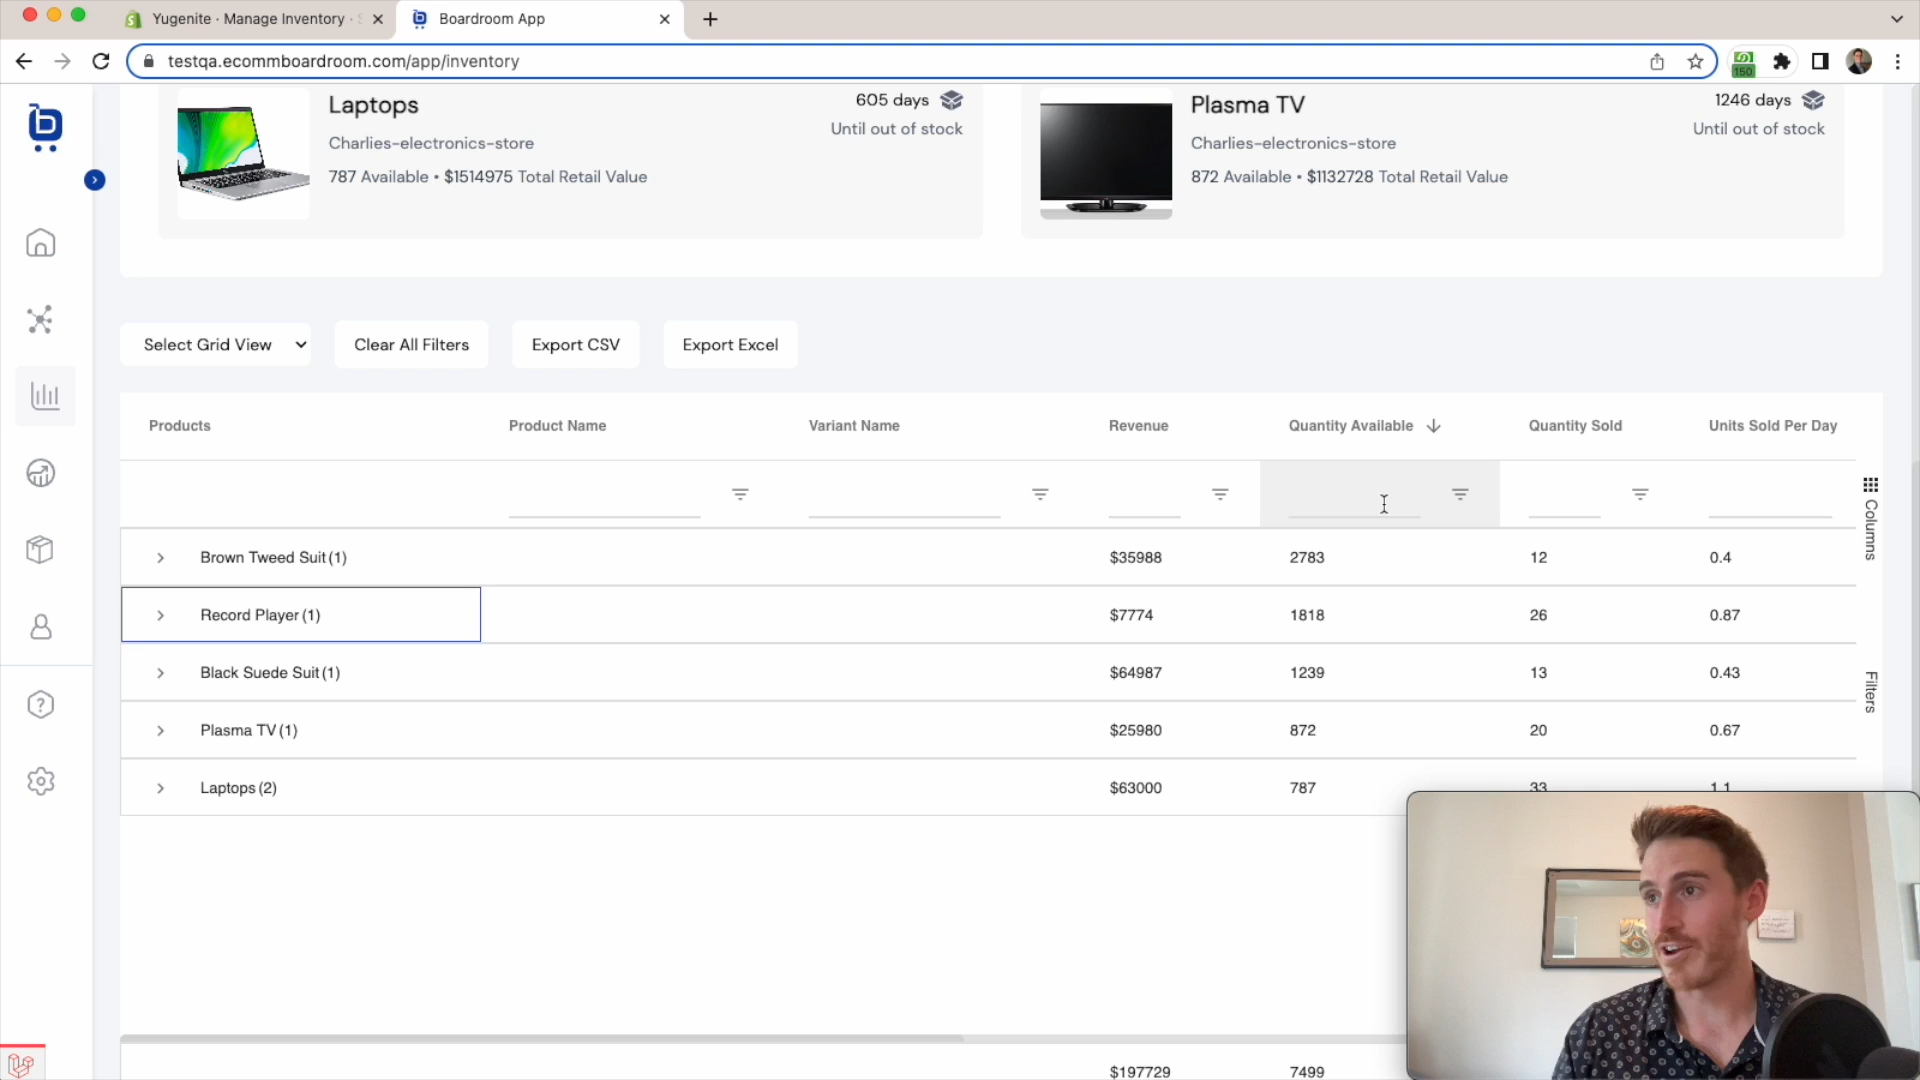 Yugenite · Manage Inventory ·
Boardroom App
testqa.ecommboardroom.com/app/inventory
150
Laptops
605 days
Charlies-electronics-store
Until out of stock
787 Available • $1514975 Total Retail Value
Plasma TV
1246 days
Charlies-electronics-store
Until out of stock
872 Available • $1132728 Total Retail Value
Select Grid View
Clear All Filters
Export CSV
Export Excel
Products Product Name Variant Name Revenue Quantity Available Quantity Sold Units Sold Per Day
Brown Tweed Suit (1) $35988 2783 12 0.4
Record Player (1) $7774 1818 26 0.87
Black Suede Suit (1) $64987 1239 13 0.43
Plasma TV (1) $25980 872 20 0.67
Laptops (2) $63000 787 33 1.1
Columns
Filters
$197729 7499